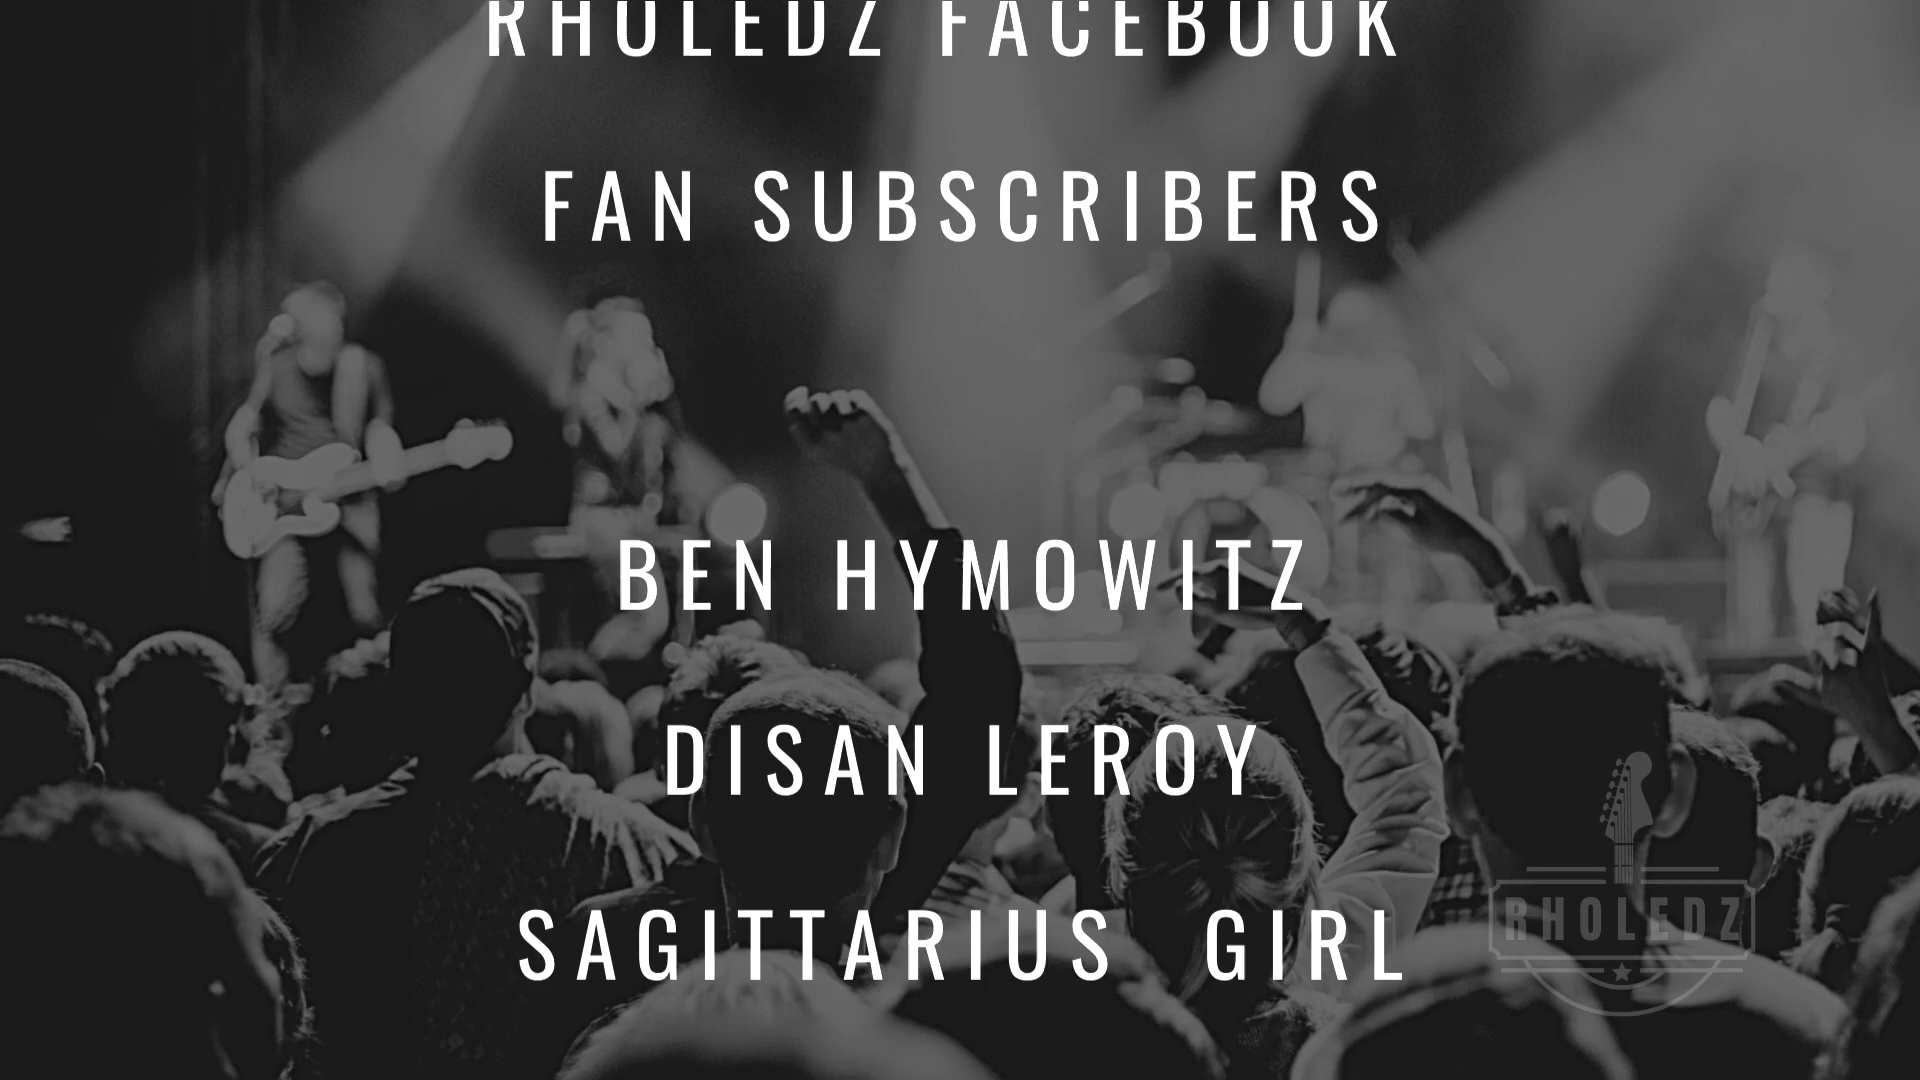 RHOLEDZ FACEBOOK
FAN SUBSCRIBERS
BEN HYMOWITZ
DISAN LEROY
SAGITTARIUS GIRL
RHOLEDZ